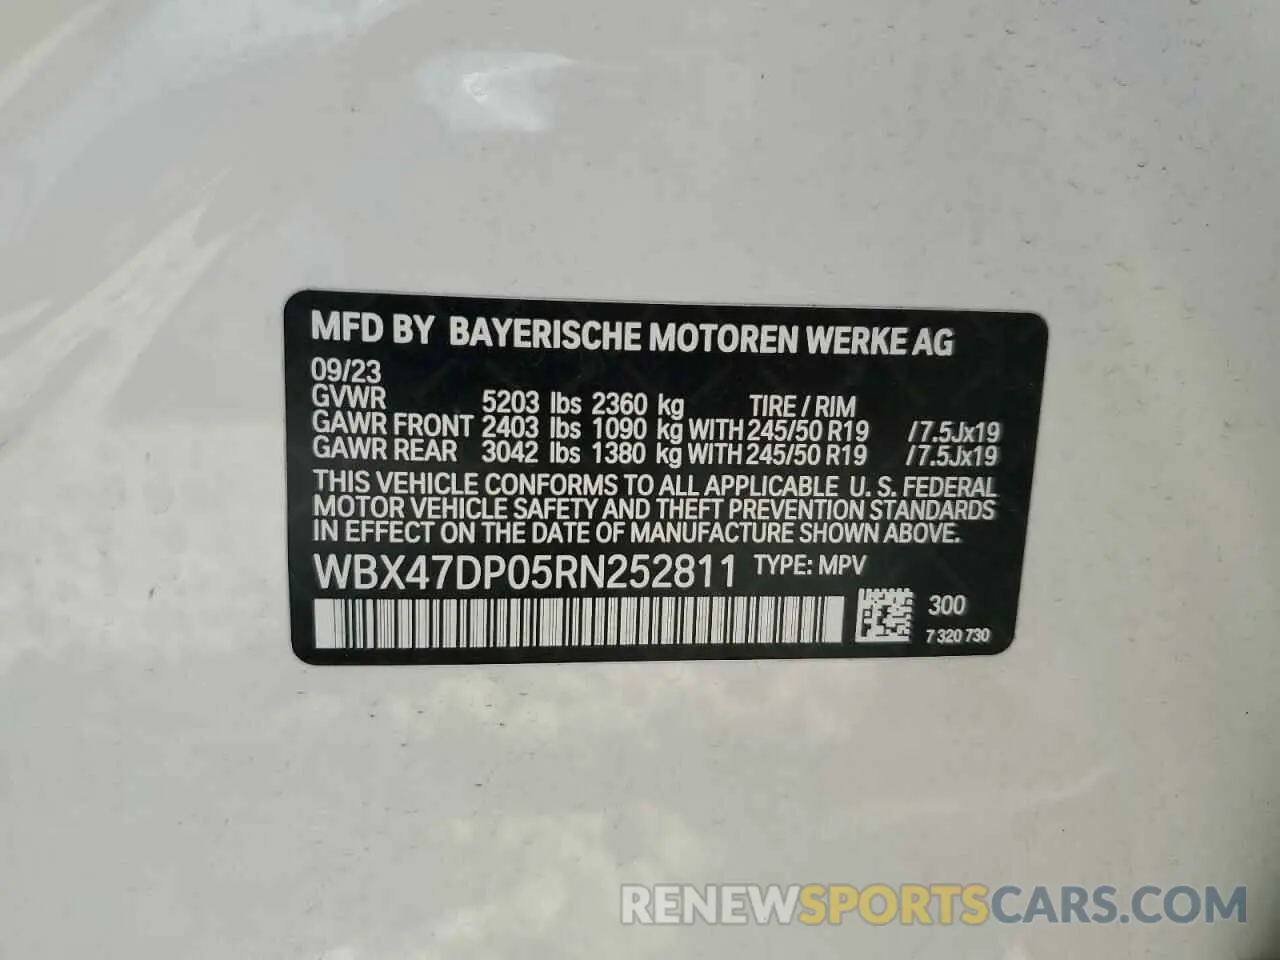 MFD BY BAYERISCHE MOTOREN WERKE AG
09/23
GVWR 5203 lbs 2360 kg TIRE / RIM
GAWR FRONT 2403 lbs 1090 kg WITH 245/50 R19 /7.5Jx19
GAWR REAR 3042 lbs 1380 kg WITH 245/50 R19 /7.5Jx19
THIS VEHICLE CONFORMS TO ALL APPLICABLE U. S. FEDERAL
MOTOR VEHICLE SAFETY AND THEFT PREVENTION STANDARDS
IN EFFECT ON THE DATE OF MANUFACTURE SHOWN ABOVE.
WBX47DP05RN252811 TYPE: MPV
300
7 320 730
RENEWSPORTSCARS.COM